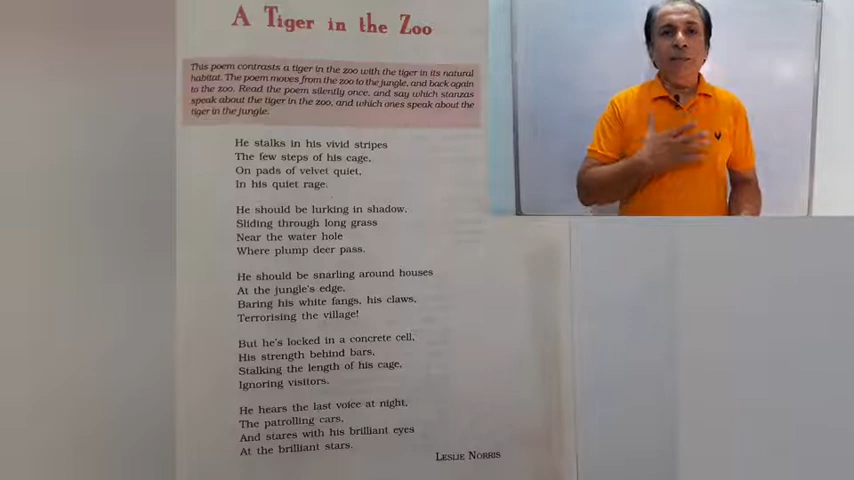 A Tiger in the Zoo
This poem contrasts a tiger in the zoo with the tiger in its natural
habitat. The poem moves from the zoo to the jungle, and back again
to the zoo. Read the poem silently once, and say which stanzas
speak about the tiger in the zoo, and which ones speak about the
tiger in the jungle.
He stalks in his vivid stripes
The few steps of his cage,
On pads of velvet quiet,
In his quiet rage.
He should be lurking in shadow,
Sliding through long grass
Near the water hole
Where plump deer pass.
He should be snarling around houses
At the jungle's edge,
Baring his white fangs, his claws,
Terrorising the village!
But he's locked in a concrete cell,
His strength behind bars,
Stalking the length of his cage,
Ignoring visitors.
He hears the last voice at night,
The patrolling cars,
And stares with his brilliant eyes
At the brilliant stars.
LESLIE NORRIS